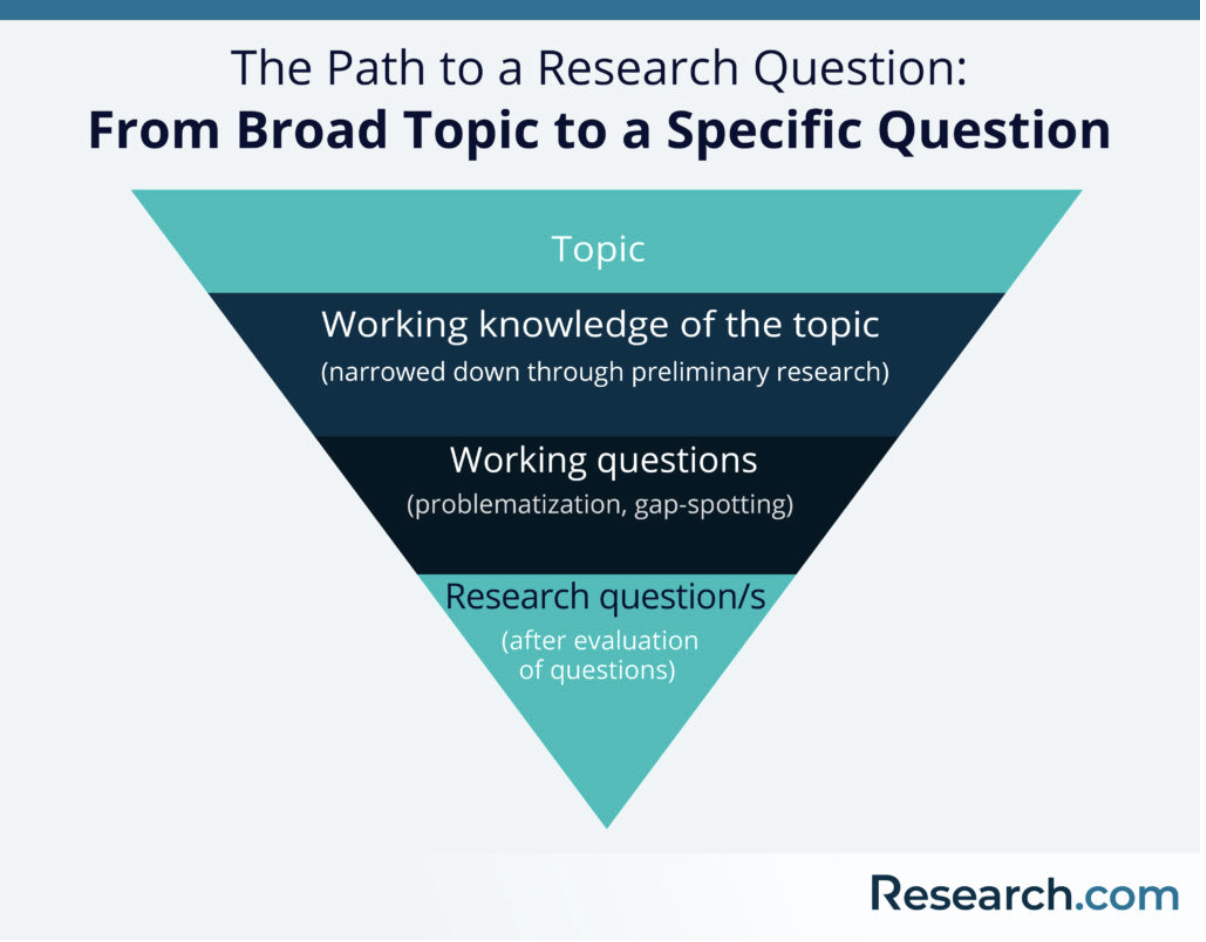 The Path to a Research Question:
From Broad Topic to a Specific Question
Topic
Working knowledge of the topic
(narrowed down through preliminary research)
Working questions
(problematization, gap-spotting)
Research question/s
(after evaluation
of questions)
Research.com